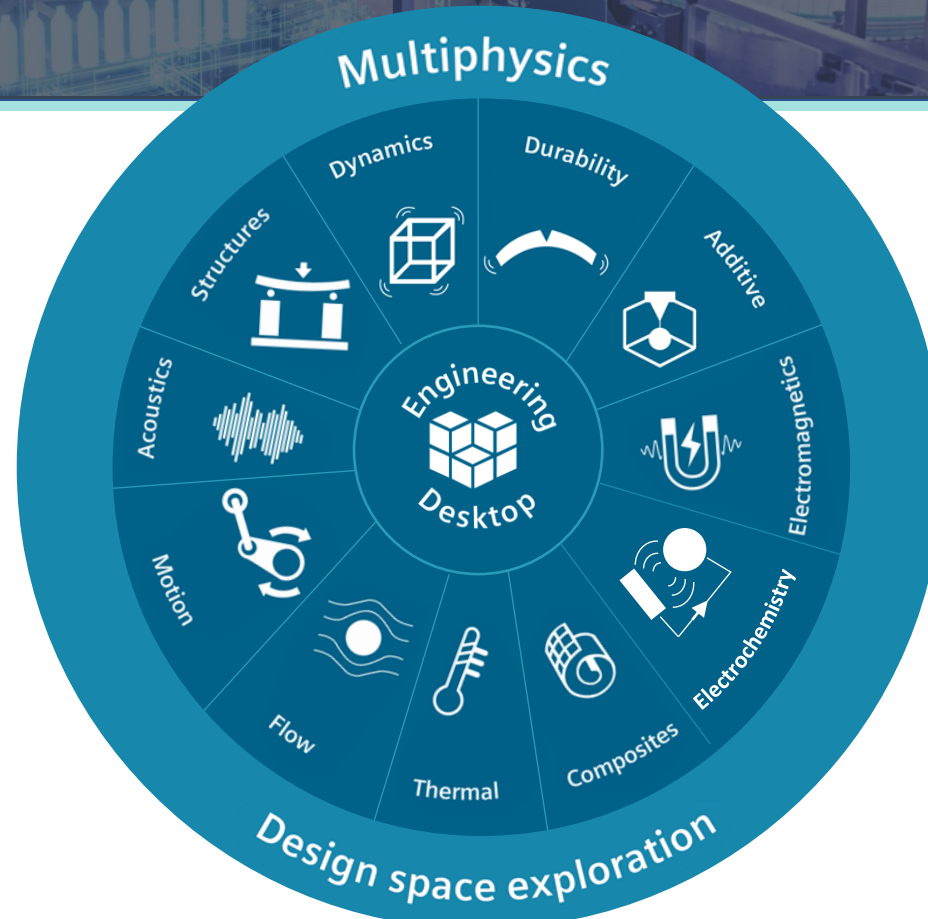 Multiphysics
Dynamics
Durability
Structures
Additive
Acoustics
Electromagnetics
Engineering
Desktop
Motion
Electrochemistry
Flow
Thermal
Composites
Design space exploration